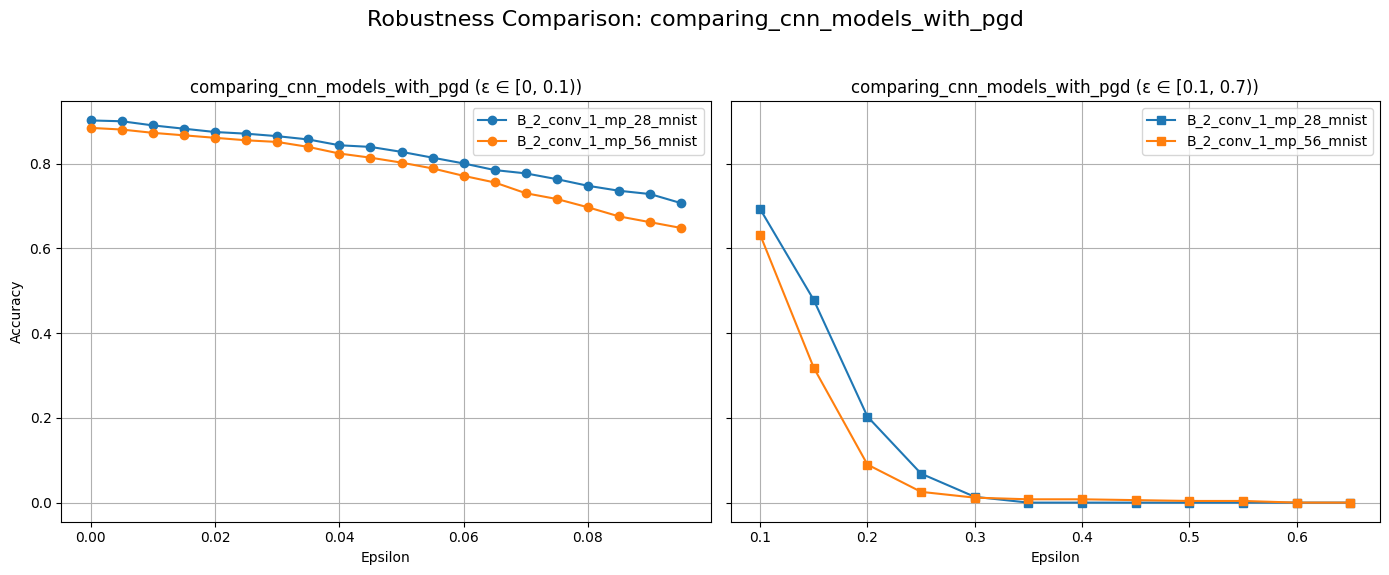 Robustness Comparison: comparing_cnn_models_with_pgd
comparing_cnn_models_with_pgd (ε ∈ [0, 0.1))
B_2_conv_1_mp_28_mnist
B_2_conv_1_mp_56_mnist
Accuracy
0.8
0.6
0.4
0.2
0.0
0.00 0.02 0.04 0.06 0.08
Epsilon
comparing_cnn_models_with_pgd (ε ∈ [0.1, 0.7))
B_2_conv_1_mp_28_mnist
B_2_conv_1_mp_56_mnist
0.1 0.2 0.3 0.4 0.5 0.6
Epsilon